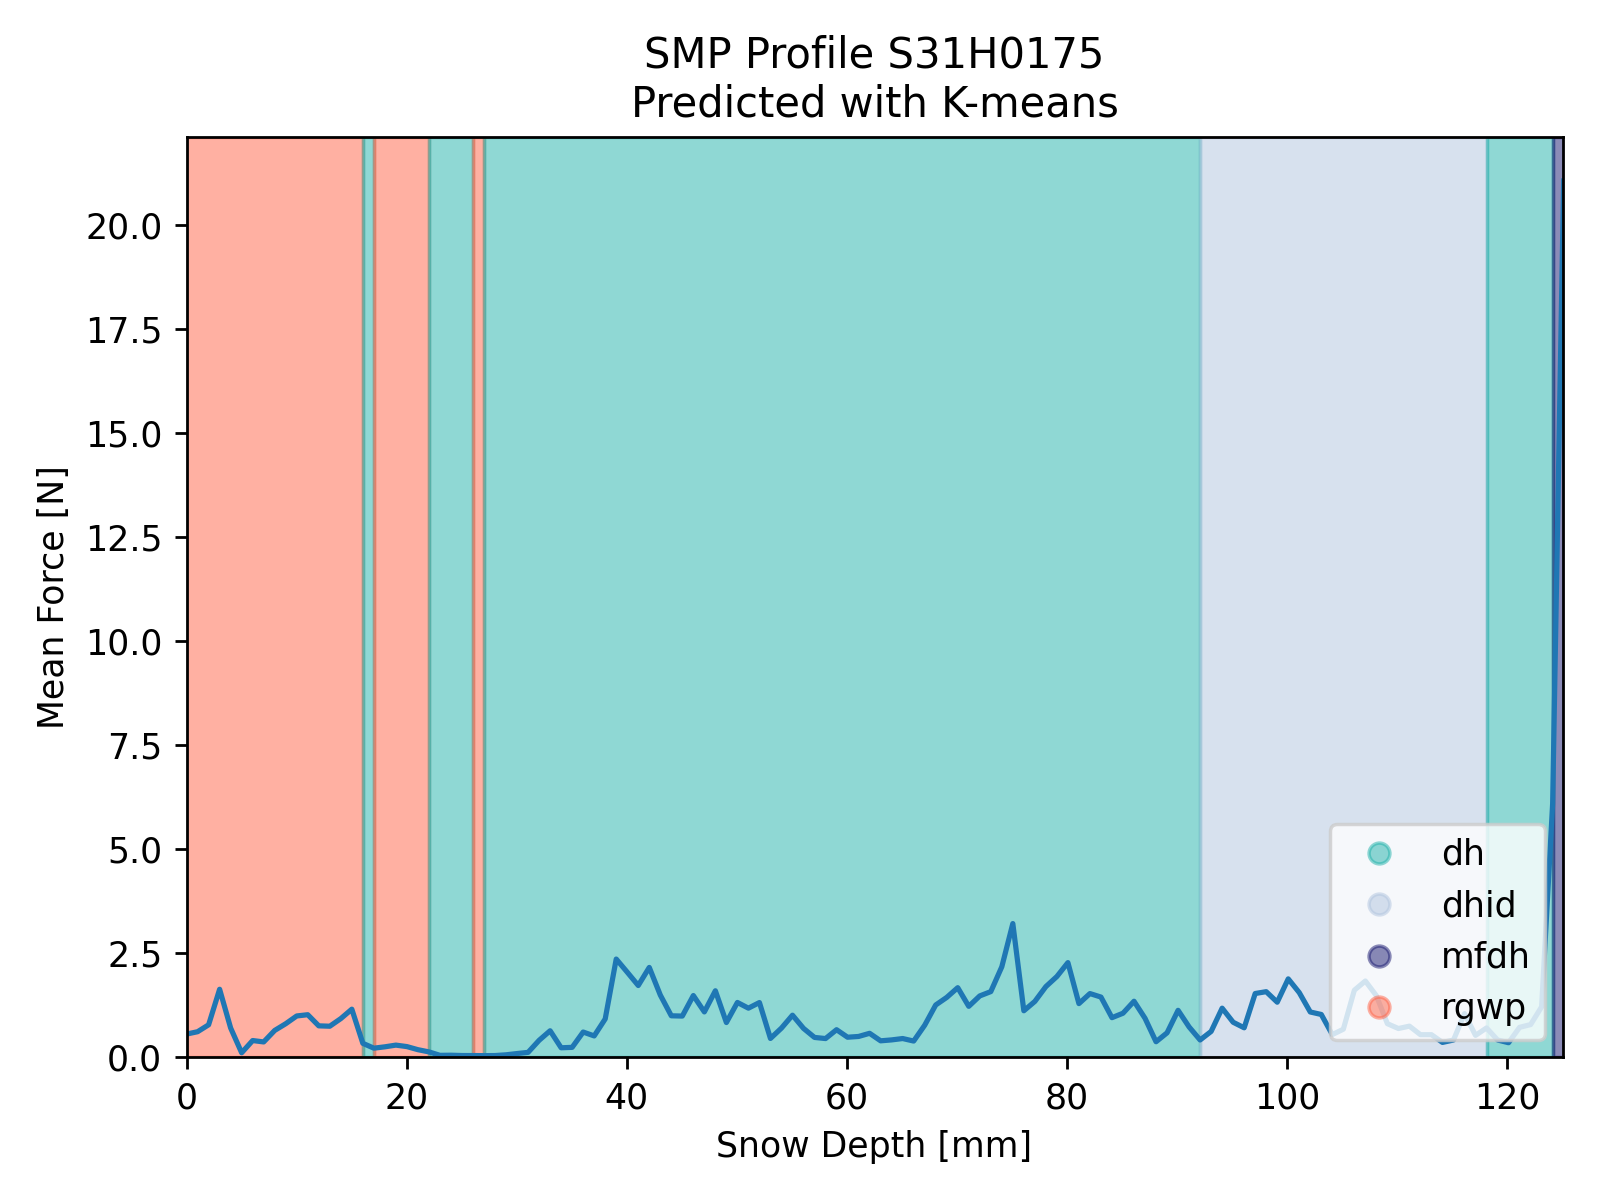 SMP Profile S31H0175
Predicted with K-means
Mean Force [N]
20.0
17.5
15.0
12.5
10.0
7.5
5.0
2.5
0.0
dh
dhid
mfdh
rgwp
0 20 40 60 80 100 120
Snow Depth [mm]